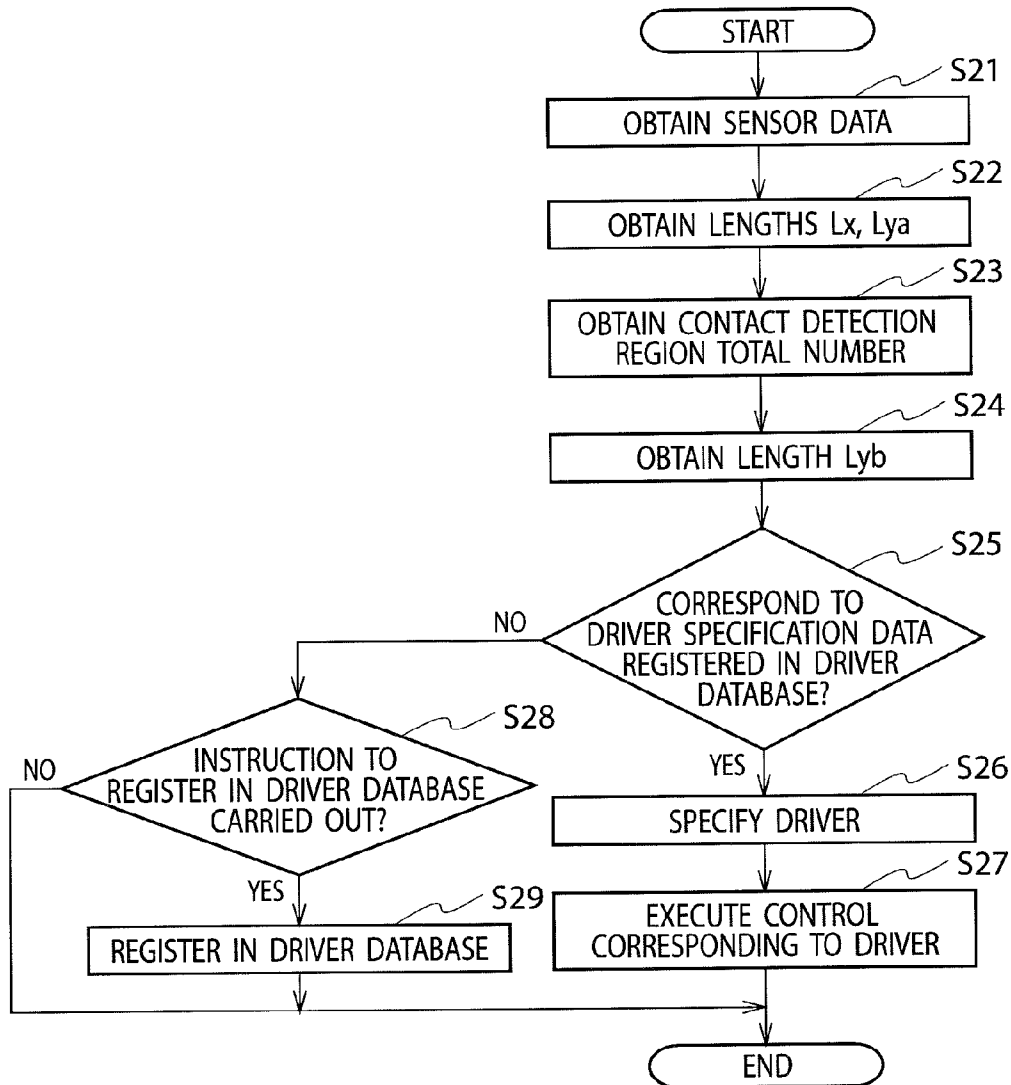 START
S21
OBTAIN SENSOR DATA
S22
OBTAIN LENGTHS Lx, Lya
S23
OBTAIN CONTACT DETECTION
REGION TOTAL NUMBER
S24
OBTAIN LENGTH Lyb
S25
CORRESPOND TO
DRIVER SPECIFICATION DATA
REGISTERED IN DRIVER
DATABASE?
NO
YES
S26
SPECIFY DRIVER
S27
EXECUTE CONTROL
CORRESPONDING TO DRIVER
S28
INSTRUCTION TO
REGISTER IN DRIVER DATABASE
CARRIED OUT?
NO
YES
S29
REGISTER IN DRIVER DATABASE
END